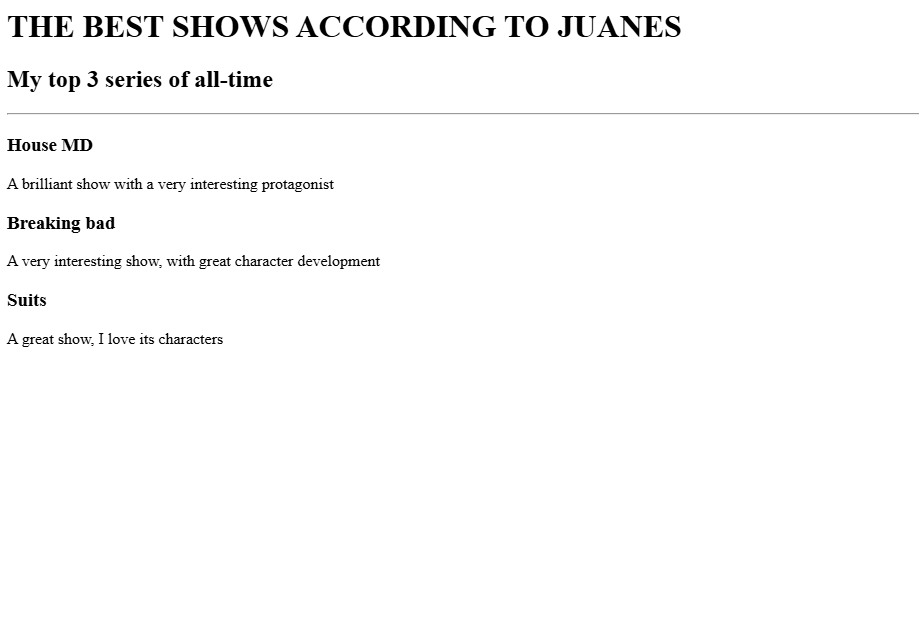 THE BEST SHOWS ACCORDING TO JUANES
My top 3 series of all-time
House MD
A brilliant show with a very interesting protagonist
Breaking bad
A very interesting show, with great character development
Suits
A great show, I love its characters